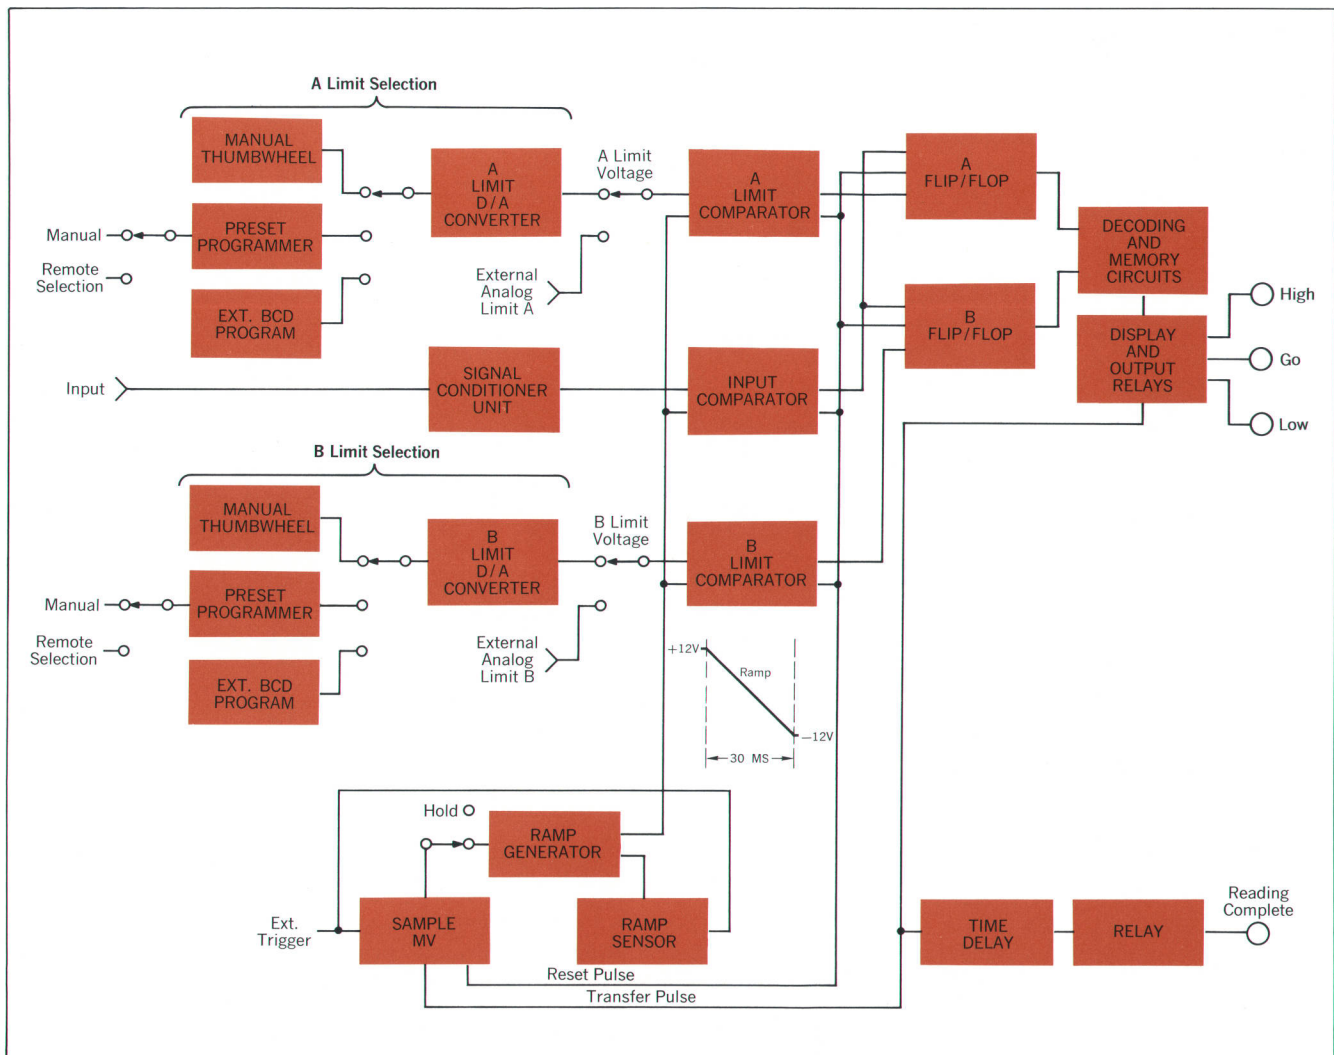 A Limit Selection
MANUAL
THUMBWHEEL
PRESET
PROGRAMMER
EXT. BCD
PROGRAM
Manual
Remote
Selection
A
LIMIT
D/A
CONVERTER
A Limit
Voltage
External
Analog
Limit A
A
LIMIT
COMPARATOR
A
FLIP/FLOP
B
FLIP/FLOP
DECODING
AND
MEMORY
CIRCUITS
DISPLAY
AND
OUTPUT
RELAYS
High
Go
Low
Input
SIGNAL
CONDITIONER
UNIT
INPUT
COMPARATOR
B Limit Selection
MANUAL
THUMBWHEEL
PRESET
PROGRAMMER
EXT. BCD
PROGRAM
Manual
Remote
Selection
B
LIMIT
D/A
CONVERTER
B Limit
Voltage
External
Analog
Limit B
B
LIMIT
COMPARATOR
+12V
Ramp
—12V
30 MS
Hold
RAMP
GENERATOR
Ext.
Trigger
SAMPLE
MV
RAMP
SENSOR
Reset Pulse
Transfer Pulse
TIME
DELAY
RELAY
Reading
Complete